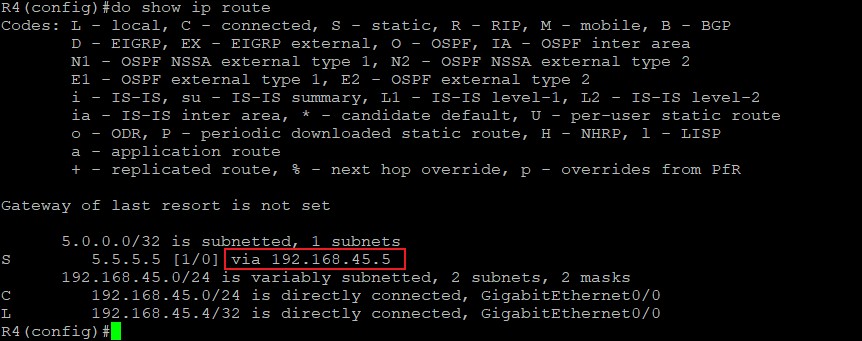 R4(config)#do show ip route
Codes: L - local, C - connected, S - static, R - RIP, M - mobile, B - BGP
D - EIGRP, EX - EIGRP external, O - OSPF, IA - OSPF inter area
N1 - OSPF NSSA external type 1, N2 - OSPF NSSA external type 2
E1 - OSPF external type 1, E2 - OSPF external type 2
i - IS-IS, su - IS-IS summary, L1 - IS-IS level-1, L2 - IS-IS level-2
ia - IS-IS inter area, * - candidate default, U - per-user static route
o - ODR, P - periodic downloaded static route, H - NHRP, l - LISP
a - application route
+ - replicated route, % - next hop override, p - overrides from PfR
Gateway of last resort is not set
5.0.0.0/32 is subnetted, 1 subnets
S 5.5.5.5 [1/0] via 192.168.45.5
192.168.45.0/24 is variably subnetted, 2 subnets, 2 masks
C 192.168.45.0/24 is directly connected, GigabitEthernet0/0
L 192.168.45.4/32 is directly connected, GigabitEthernet0/0
R4(config)#